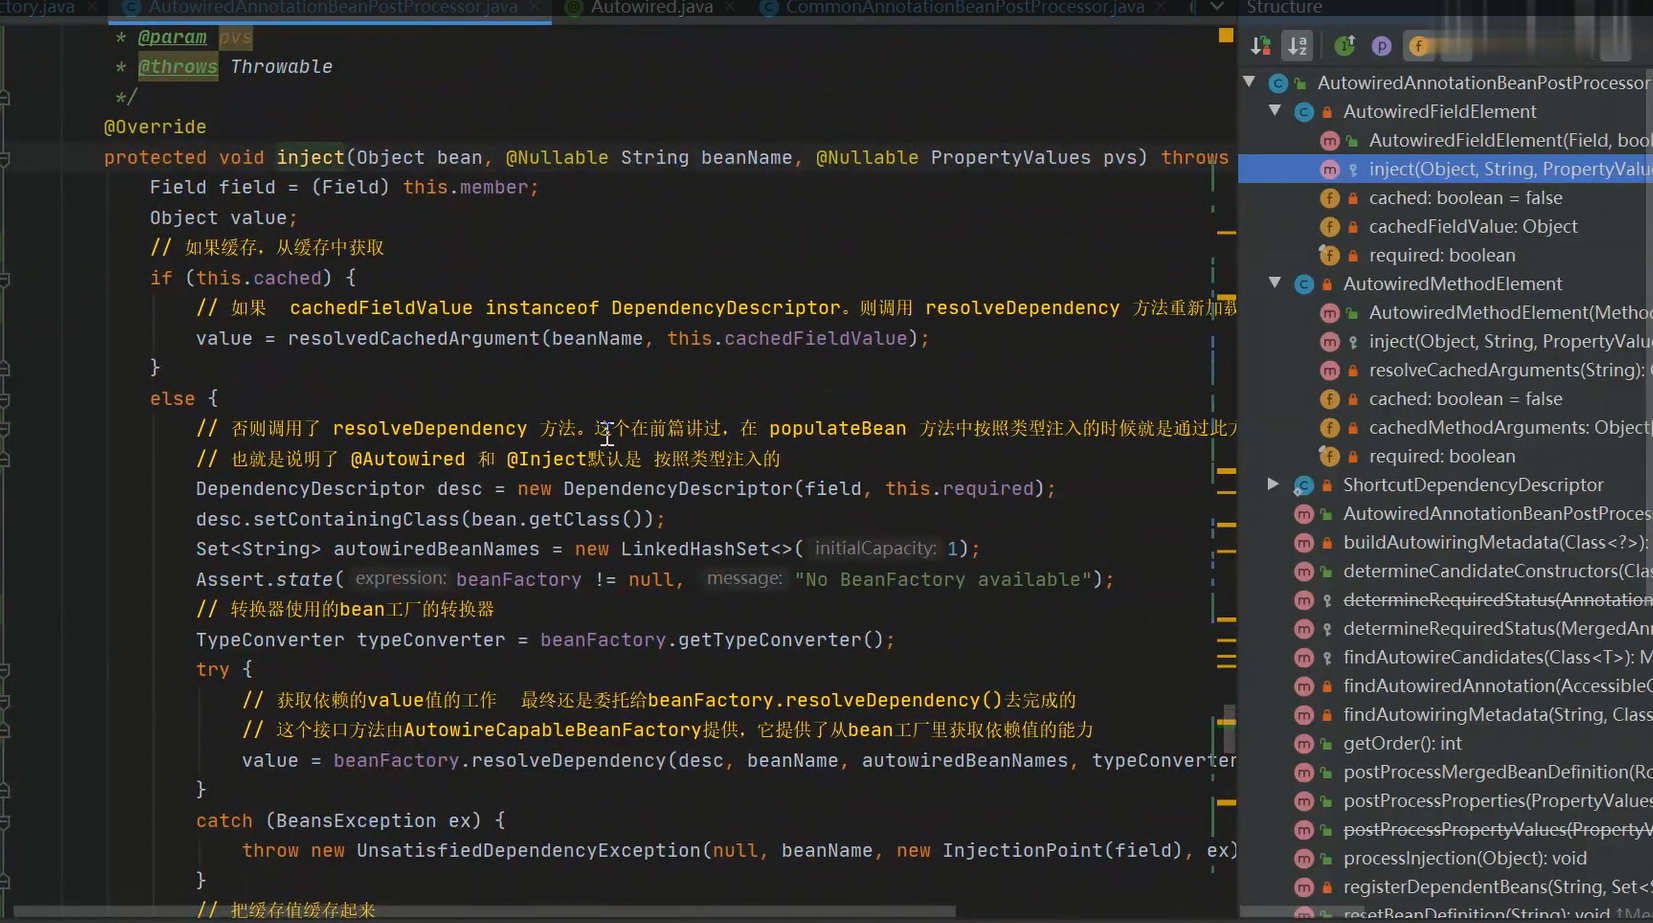 ctory.java
AutowiredAnnotationBeanPostProcessor.java
Autowired.java
CommonAnnotationBeanPostProcessor.java
* @param pvs
* @throws Throwable
*/
@Override
protected void inject(Object bean, @Nullable String beanName, @Nullable PropertyValues pvs) throws
Field field = (Field) this.member;
Object value;
// 如果缓存，从缓存中获取
if (this.cached) {
// 如果  cachedFieldValue instanceof DependencyDescriptor。则调用 resolveDependency 方法重新加载
value = resolvedCachedArgument(beanName, this.cachedFieldValue);
}
else {
// 否则调用了 resolveDependency 方法。这个在前篇讲过，在 populateBean 方法中按照类型注入的时候就是通过此方
// 也就是说明了 @Autowired 和 @Inject默认是 按照类型注入的
DependencyDescriptor desc = new DependencyDescriptor(field, this.required);
desc.setContainingClass(bean.getClass());
Set<String> autowiredBeanNames = new LinkedHashSet<>( initialCapacity: 1);
Assert.state( expression: beanFactory != null, message: "No BeanFactory available");
// 转换器使用的bean工厂的转换器
TypeConverter typeConverter = beanFactory.getTypeConverter();
try {
// 获取依赖的value值的工作  最终还是委托给beanFactory.resolveDependency()去完成的
// 这个接口方法由AutowireCapableBeanFactory提供，它提供了从bean工厂里获取依赖值的能力
value = beanFactory.resolveDependency(desc, beanName, autowiredBeanNames, typeConverter
}
catch (BeansException ex) {
throw new UnsatisfiedDependencyException(null, beanName, new InjectionPoint(field), ex)
}
// 把缓存值缓存起来
Structure
AutowiredAnnotationBeanPostProcessor
AutowiredFieldElement
AutowiredFieldElement(Field, bool
inject(Object, String, PropertyValu
cached: boolean = false
cachedFieldValue: Object
required: boolean
AutowiredMethodElement
AutowiredMethodElement(Metho
inject(Object, String, PropertyValu
resolveCachedArguments(String): O
cached: boolean = false
cachedMethodArguments: Object[
required: boolean
ShortcutDependencyDescriptor
AutowiredAnnotationBeanPostProces
buildAutowiringMetadata(Class<?>):
determineCandidateConstructors(Clas
determineRequiredStatus(Annotation
determineRequiredStatus(MergedAnn
findAutowireCandidates(Class<T>): M
findAutowiredAnnotation(AccessibleO
findAutowiringMetadata(String, Class
getOrder(): int
postProcessMergedBeanDefinition(Ro
postProcessProperties(PropertyValues
postProcessPropertyValues(PropertyV
processInjection(Object): void
registerDependentBeans(String, Set<S
resetBeanDefinition(String): void ↑Me